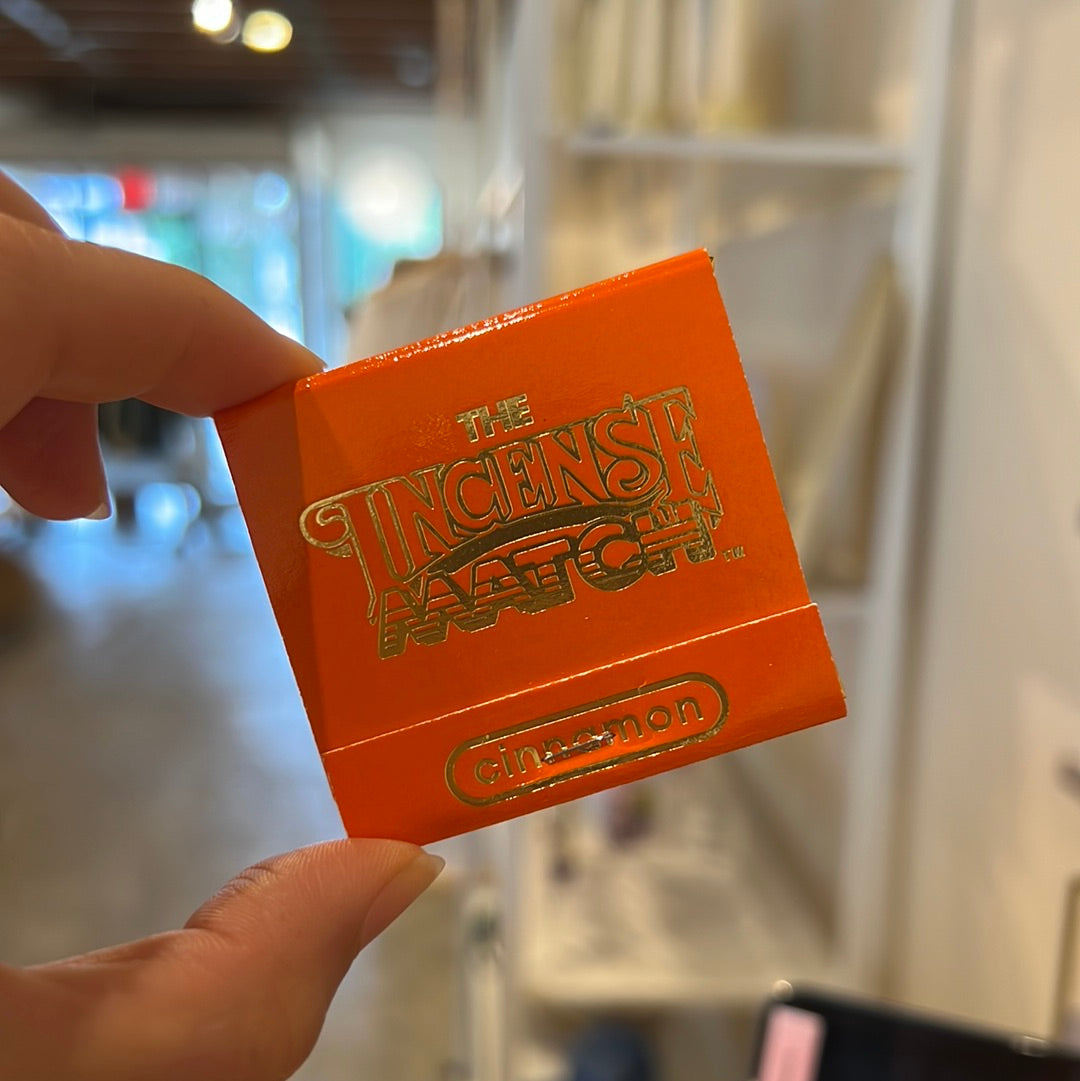 THE
INCENSE
MATCH ™
cinnamon